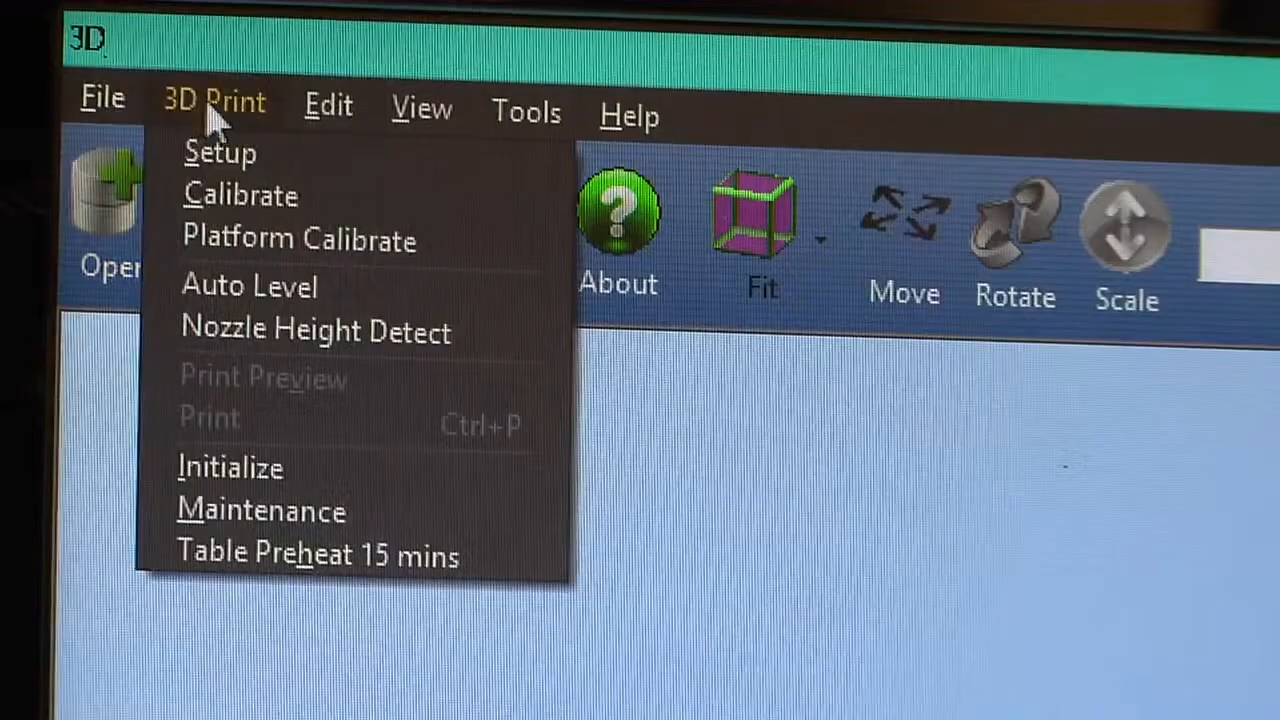 3D
File 3D Print Edit View Tools Help
Setup
Calibrate
Platform Calibrate
Auto Level
Nozzle Height Detect
Print Preview
Print Ctrl+P
Initialize
Maintenance
Table Preheat 15 mins
Open
About
Fit
Move
Rotate
Scale